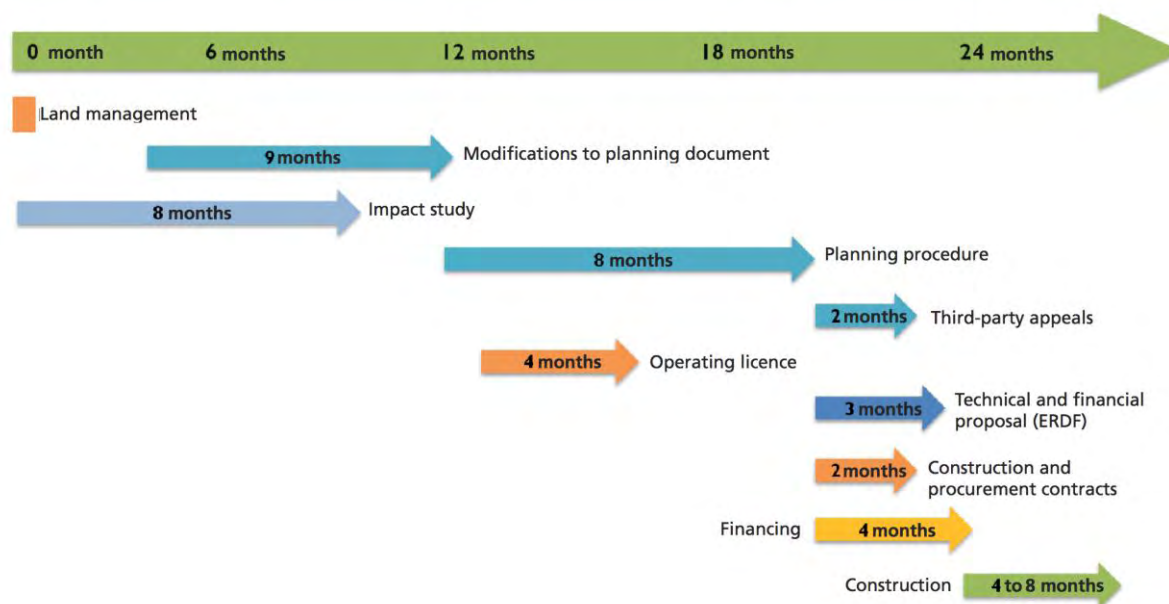 0 month 6 months 12 months 18 months 24 months
Land management
9 months Modifications to planning document
8 months Impact study
8 months Planning procedure
2 months Third-party appeals
4 months Operating licence
3 months Technical and financial
proposal (ERDF)
2 months Construction and
procurement contracts
Financing 4 months
Construction 4 to 8 months